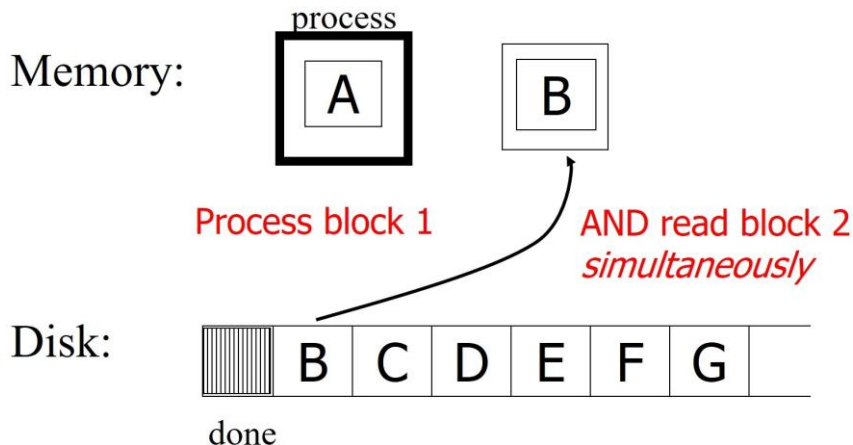 process
Memory:
A
B
Process block 1
AND read block 2
simultaneously
Disk:
B C D E F G
done